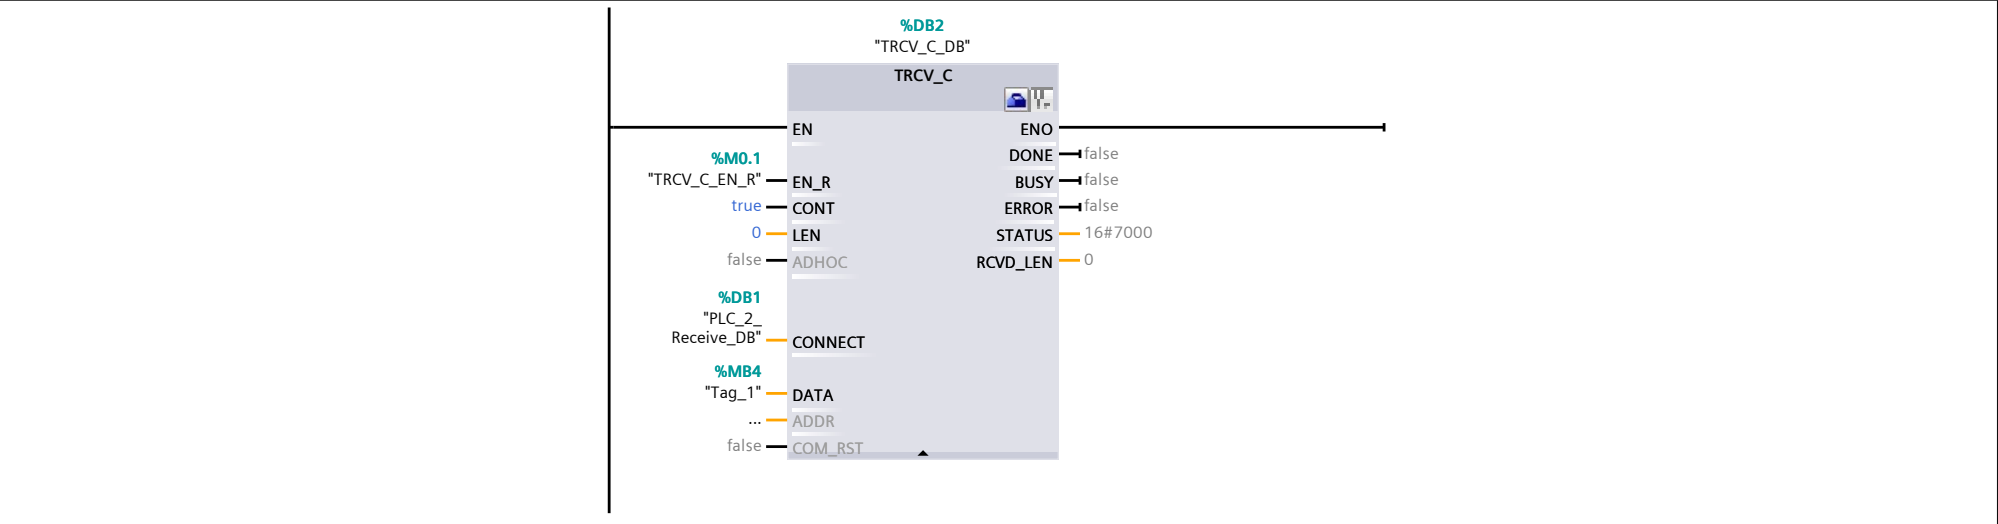 %DB2
"TRCV_C_DB"
TRCV_C
EN
ENO
DONE
false
%M0.1
"TRCV_C_EN_R"
EN_R
BUSY
false
true
CONT
ERROR
false
0
LEN
STATUS
16#7000
false
ADHOC
RCVD_LEN
0
%DB1
"PLC_2_
Receive_DB"
CONNECT
%MB4
"Tag_1"
DATA
...
ADDR
false
COM_RST